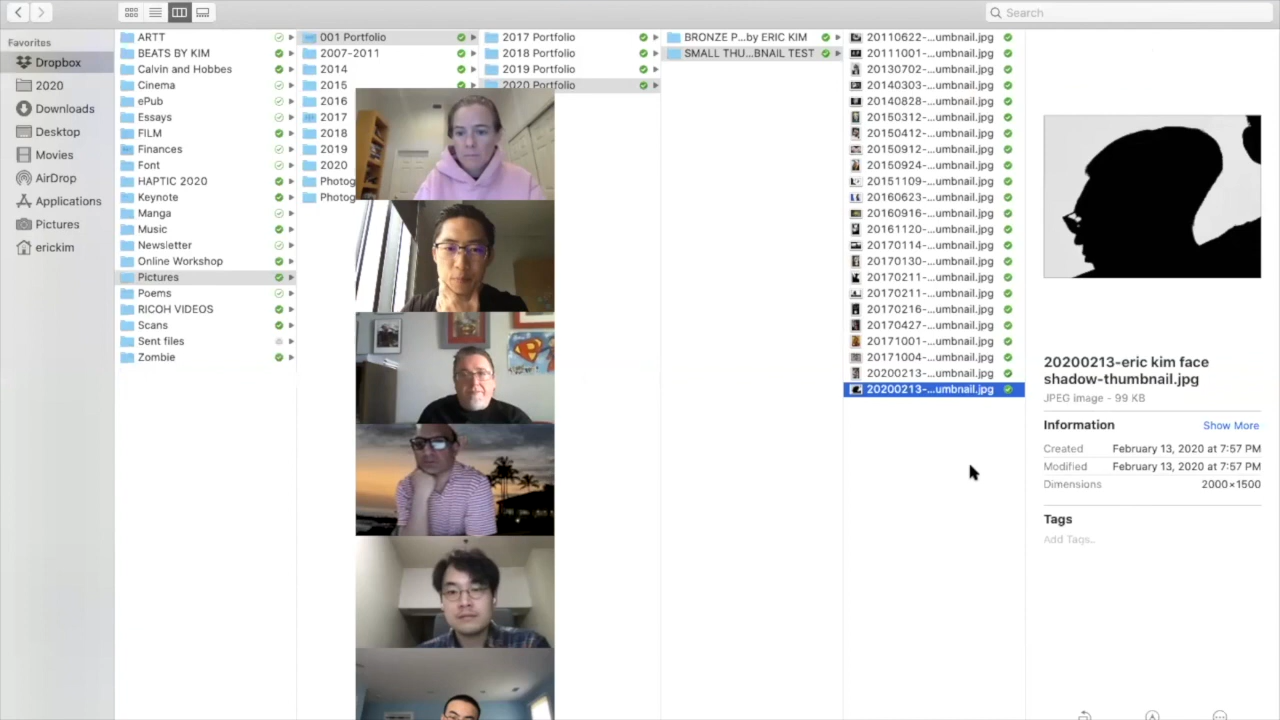 Search
Favorites
Dropbox
2020
Downloads
Desktop
Movies
AirDrop
Applications
Pictures
erickim
ARTT
BEATS BY KIM
Calvin and Hobbes
Cinema
ePub
Essays
FILM
Finances
Font
HAPTIC 2020
Keynote
Manga
Music
Newsletter
Online Workshop
Pictures
Poems
RICOH VIDEOS
Scans
Sent files
Zombie
001 Portfolio
2007-2011
2014
2015
2016
2017
2018
2019
2020
Photog
Photog
2017 Portfolio
2018 Portfolio
2019 Portfolio
2020 Portfolio
BRONZE P...by ERIC KIM
SMALL THU...BNAIL TEST
20110622-...umbnail.jpg
20111001-...umbnail.jpg
20130702-...umbnail.jpg
20140303-...umbnail.jpg
20140828-...umbnail.jpg
20150312-...umbnail.jpg
20150412-...umbnail.jpg
20150912-...umbnail.jpg
20150924-...umbnail.jpg
20151109-...umbnail.jpg
20160623-...umbnail.jpg
20160916-...umbnail.jpg
20161120-...umbnail.jpg
20170114-...umbnail.jpg
20170130-...umbnail.jpg
20170211-...umbnail.jpg
20170211-...umbnail.jpg
20170216-...umbnail.jpg
20170427-...umbnail.jpg
20171001-...umbnail.jpg
20171004-...umbnail.jpg
20200213-...umbnail.jpg
20200213-...umbnail.jpg
20200213-eric kim face
shadow-thumbnail.jpg
JPEG image - 99 KB
Information Show More
Created February 13, 2020 at 7:57 PM
Modified February 13, 2020 at 7:57 PM
Dimensions 2000×1500
Tags
Add Tags...